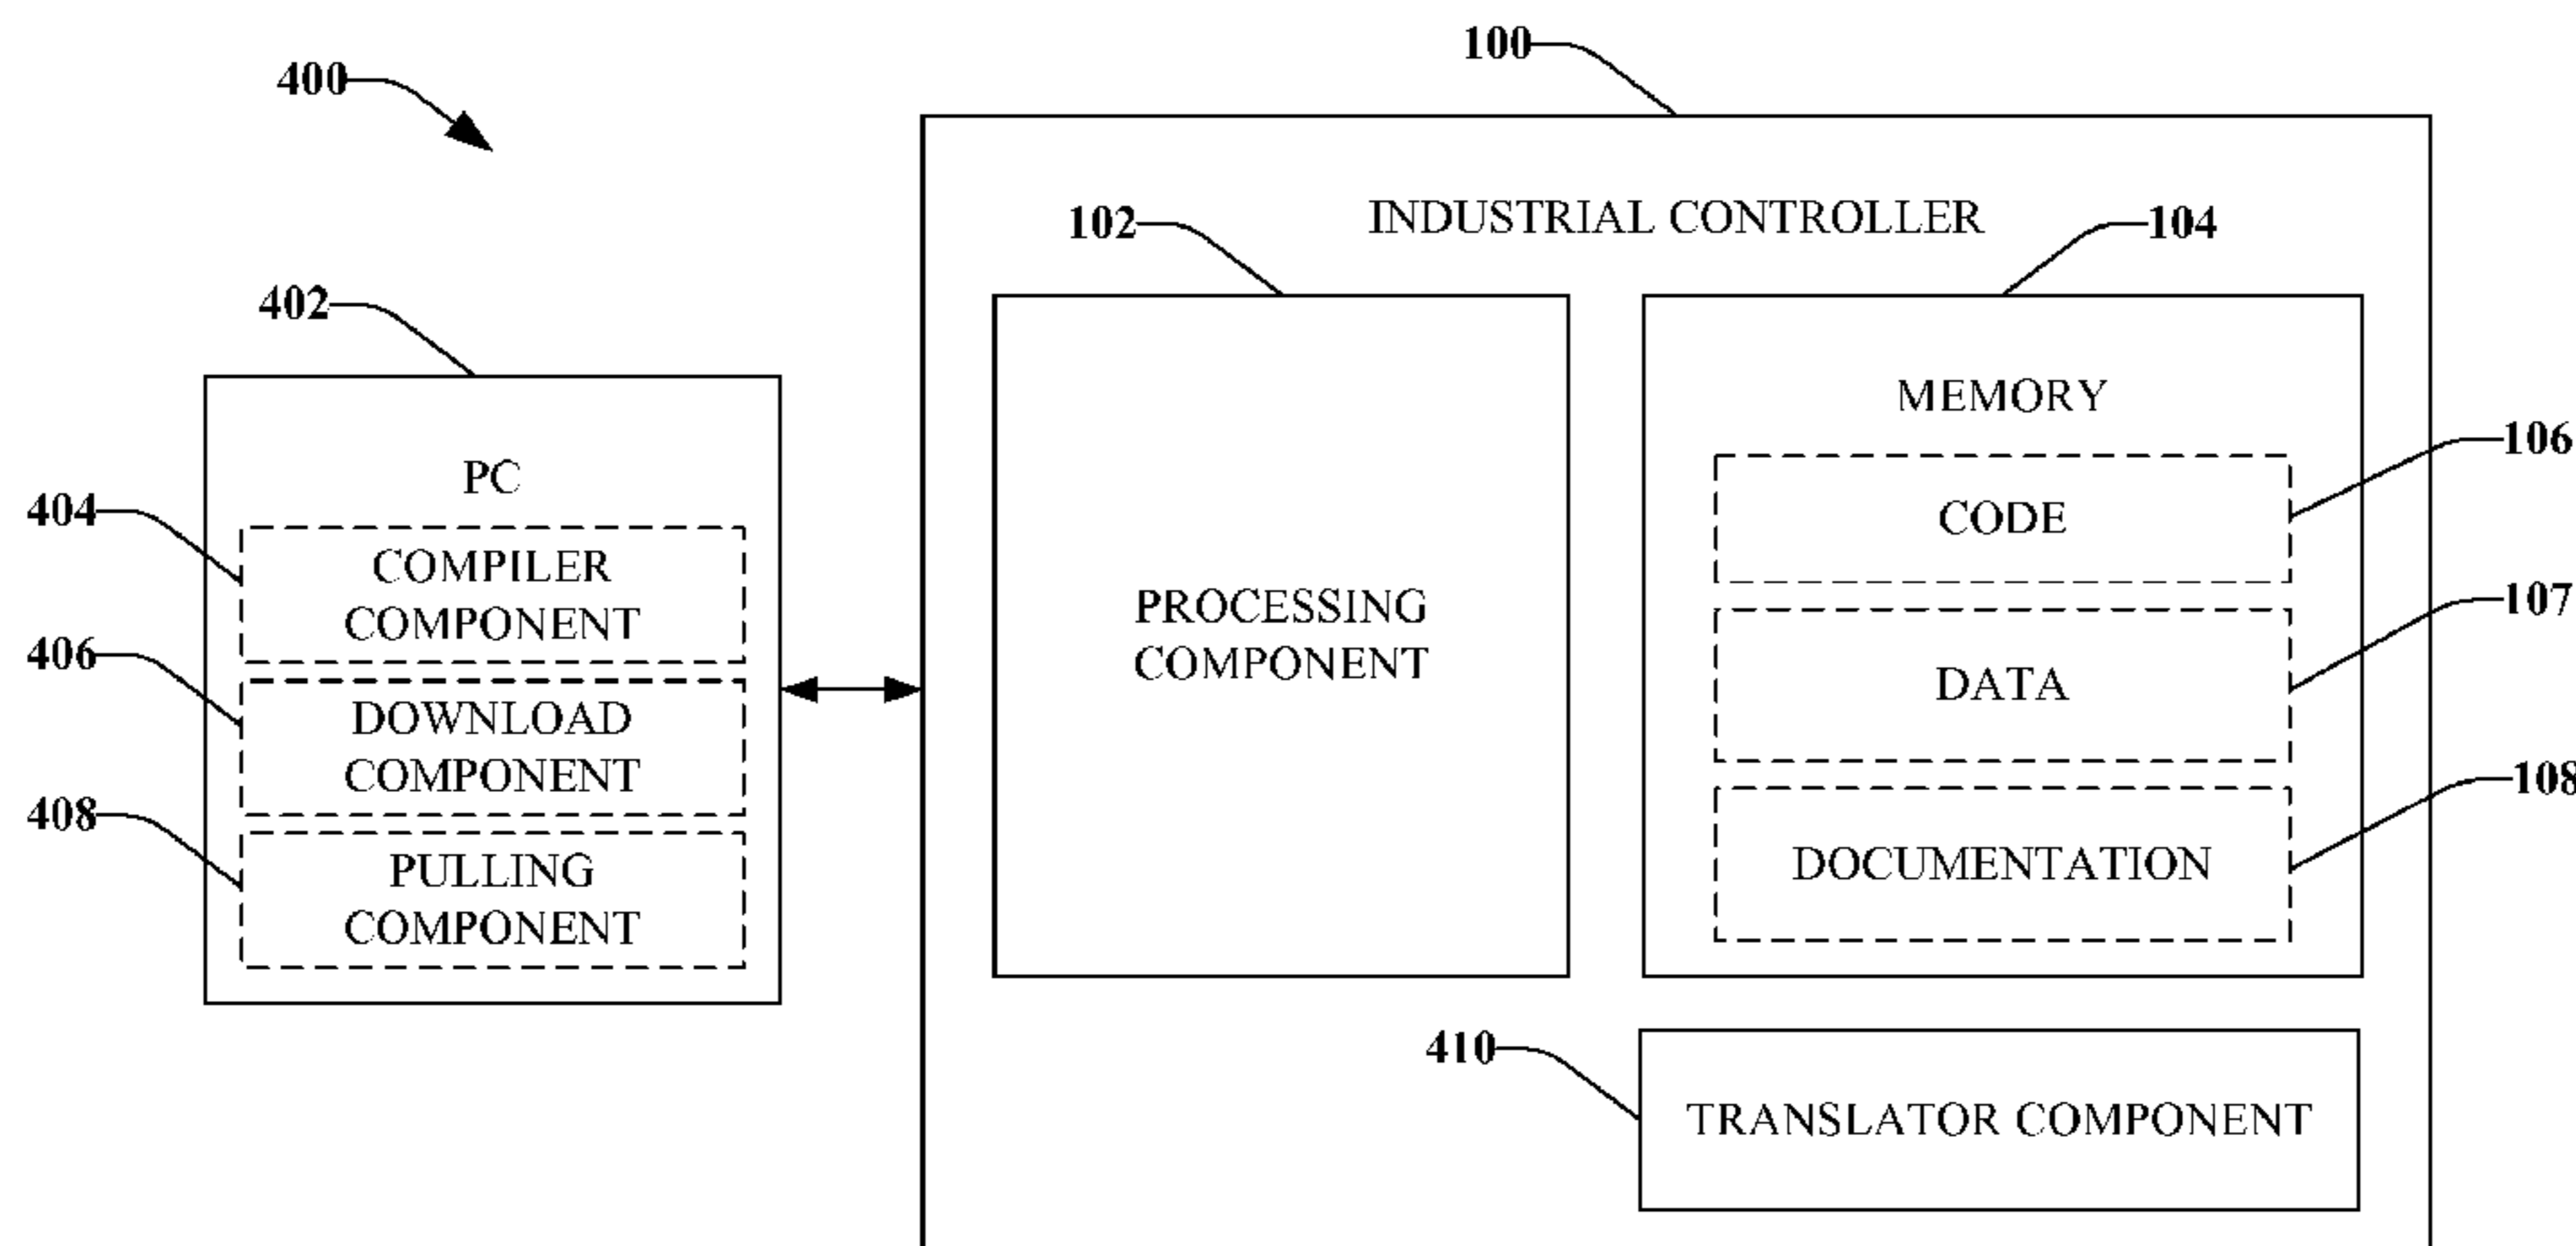 100
400
INDUSTRIAL CONTROLLER
102
104
402
MEMORY
106
PC
404
CODE
COMPILER
COMPONENT
107
PROCESSING
COMPONENT
406
DATA
DOWNLOAD
COMPONENT
108
408
PULLING
COMPONENT
DOCUMENTATION
410
TRANSLATOR COMPONENT